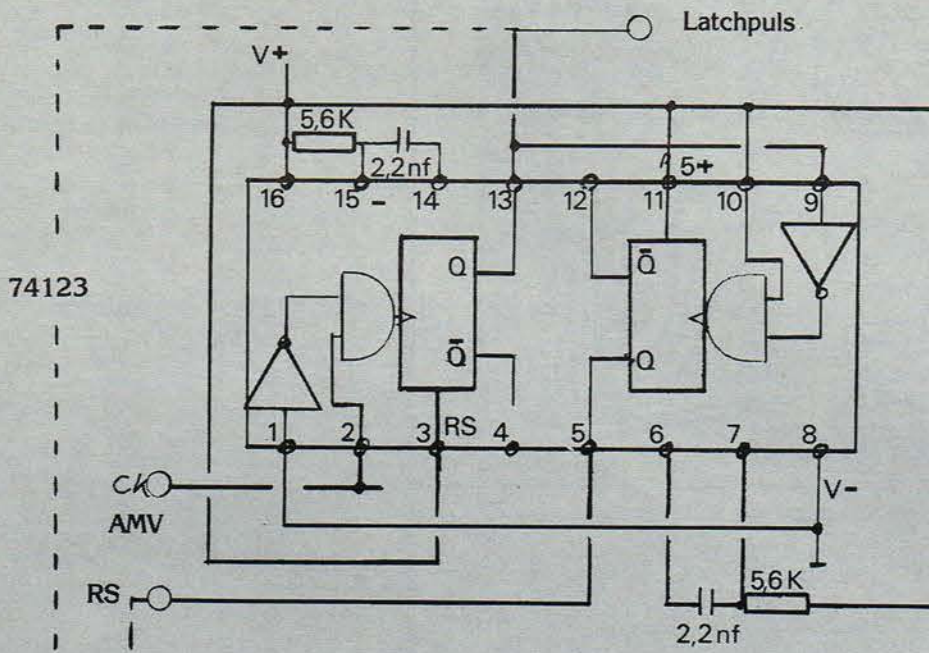 Latchpuls
V+
5,6K
2,2nf
5+
16 15 - 14 13 12 11 10 9
Q Q̄
74123
Q̄ Q
1 2 3 RS 4 5 6 7 8
CK
V-
AMV
RS
5,6K
2,2nf